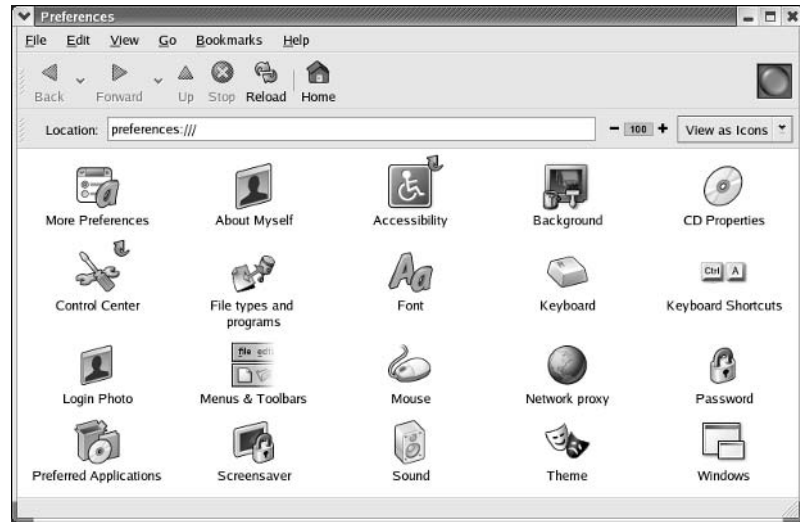 Preferences
File Edit View Go Bookmarks Help
Back Forward Up Stop Reload Home
Location: preferences:/// 100 View as Icons
More Preferences About Myself Accessibility Background CD Properties
Ctrl A
Control Center File types and programs Font Keyboard Keyboard Shortcuts
file edit
Login Photo Menus & Toolbars Mouse Network proxy Password
Preferred Applications Screensaver Sound Theme Windows